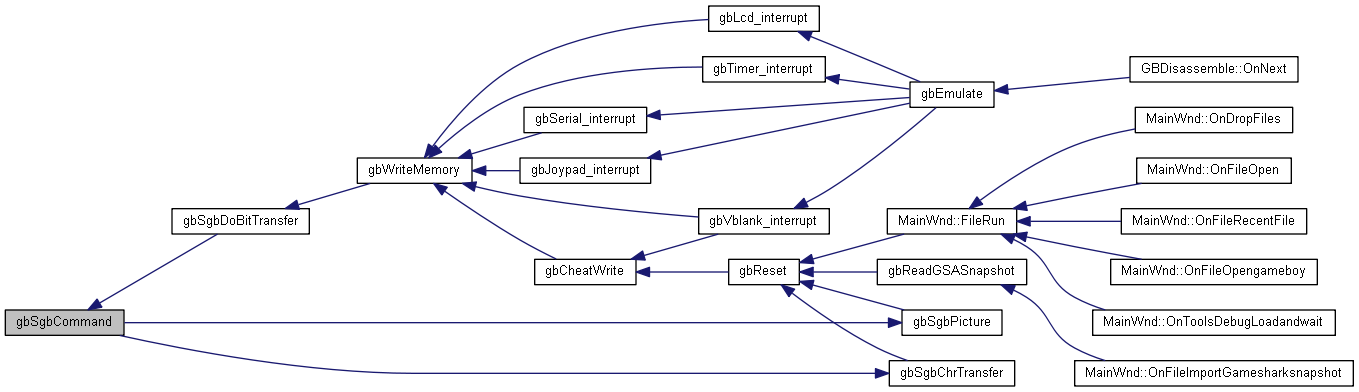 gbLcd_interrupt
gbTimer_interrupt
GBDisassemble::OnNext
gbEmulate
gbSerial_interrupt
MainWnd::OnDropFiles
gbWriteMemory
gbJoypad_interrupt
MainWnd::OnFileOpen
gbSgbDoBitTransfer
gbVblank_interrupt
MainWnd::FileRun
MainWnd::OnFileRecentFile
gbCheatWrite
gbReset
gbReadGSASnapshot
MainWnd::OnFileOpengameboy
gbSgbCommand
gbSgbPicture
MainWnd::OnToolsDebugLoadandwait
gbSgbChrTransfer
MainWnd::OnFileImportGamesharksnapshot